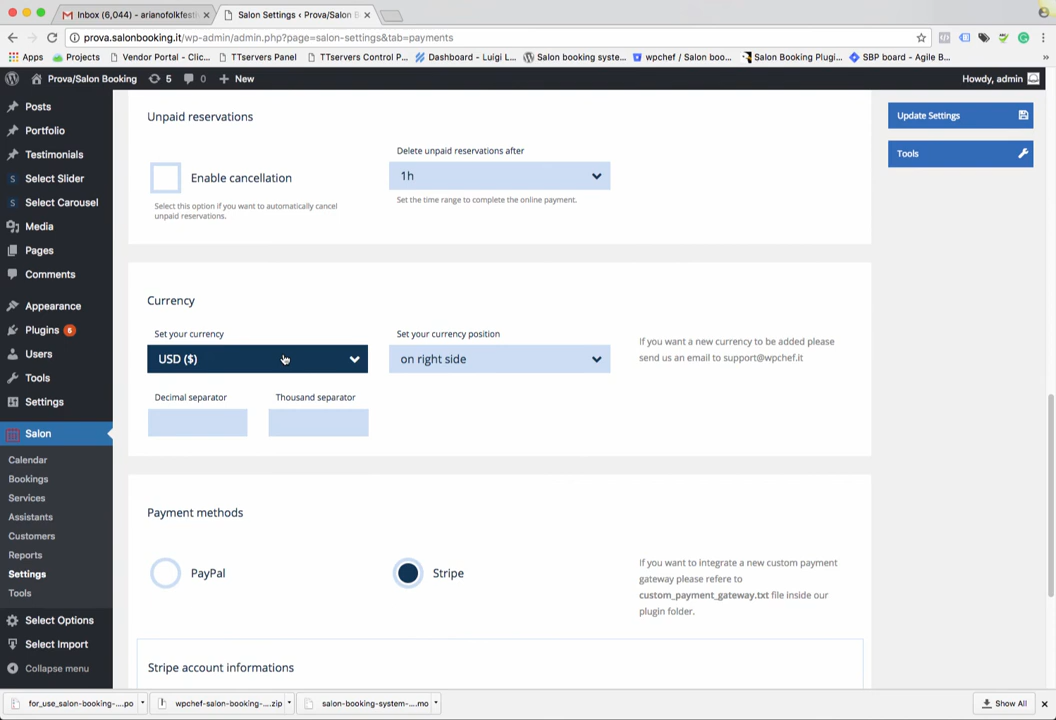 Inbox (6,044) - arianofolkfesti
Salon Settings ‹ Prova/Salon B
prova.salonbooking.it/wp-admin/admin.php?page=salon-settings&tab=payments
Apps
Projects
Vendor Portal - Clic...
TTservers Panel
TTservers Control P...
Dashboard - Luigi L...
Salon booking syste...
wpchef / Salon boo...
Salon Booking Plugi...
SBP board - Agile B...
»
Prova/Salon Booking
5
0
New
Howdy, admin
Posts
Portfolio
Testimonials
Select Slider
Select Carousel
Media
Pages
Comments
Appearance
Plugins 6
Users
Tools
Settings
Salon
Calendar
Bookings
Services
Assistants
Customers
Reports
Settings
Tools
Select Options
Select Import
Collapse menu
Unpaid reservations
Enable cancellation
Select this option if you want to automatically cancel
unpaid reservations.
Delete unpaid reservations after
1h
Set the time range to complete the online payment.
Update Settings
Tools
Currency
Set your currency
USD ($)
Set your currency position
on right side
If you want a new currency to be added please
send us an email to support@wpchef.it
Decimal separator
Thousand separator
Payment methods
PayPal
Stripe
If you want to integrate a new custom payment
gateway please refere to
custom_payment_gateway.txt file inside our
plugin folder.
Stripe account informations
for_use_salon-booking-....po
wpchef-salon-booking-....zip
salon-booking-system-....mo
Show All